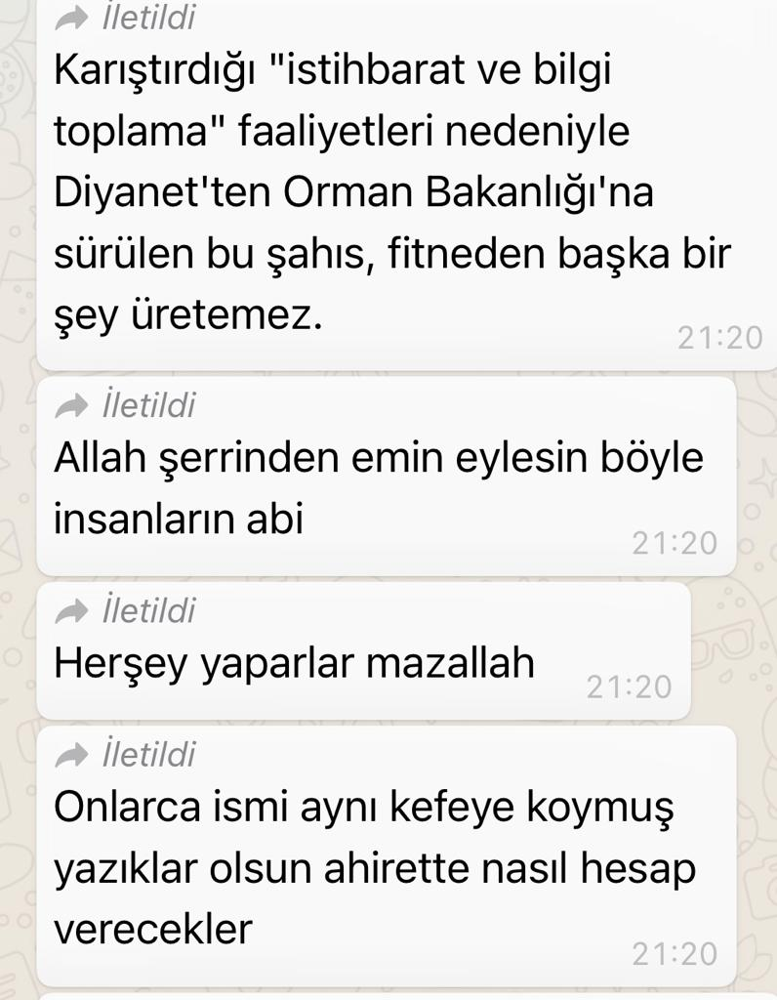 İletildi
Karıştırdığı "istihbarat ve bilgi
toplama" faaliyetleri nedeniyle
Diyanet'ten Orman Bakanlığı'na
sürülen bu şahıs, fitneden başka bir
şey üretemez.
21:20
İletildi
Allah şerrinden emin eylesin böyle
insanların abi
21:20
İletildi
Herşey yaparlar mazallah
21:20
İletildi
Onlarca ismi aynı kefeye koymuş
yazıklar olsun ahirette nasıl hesap
verecekler
21:20